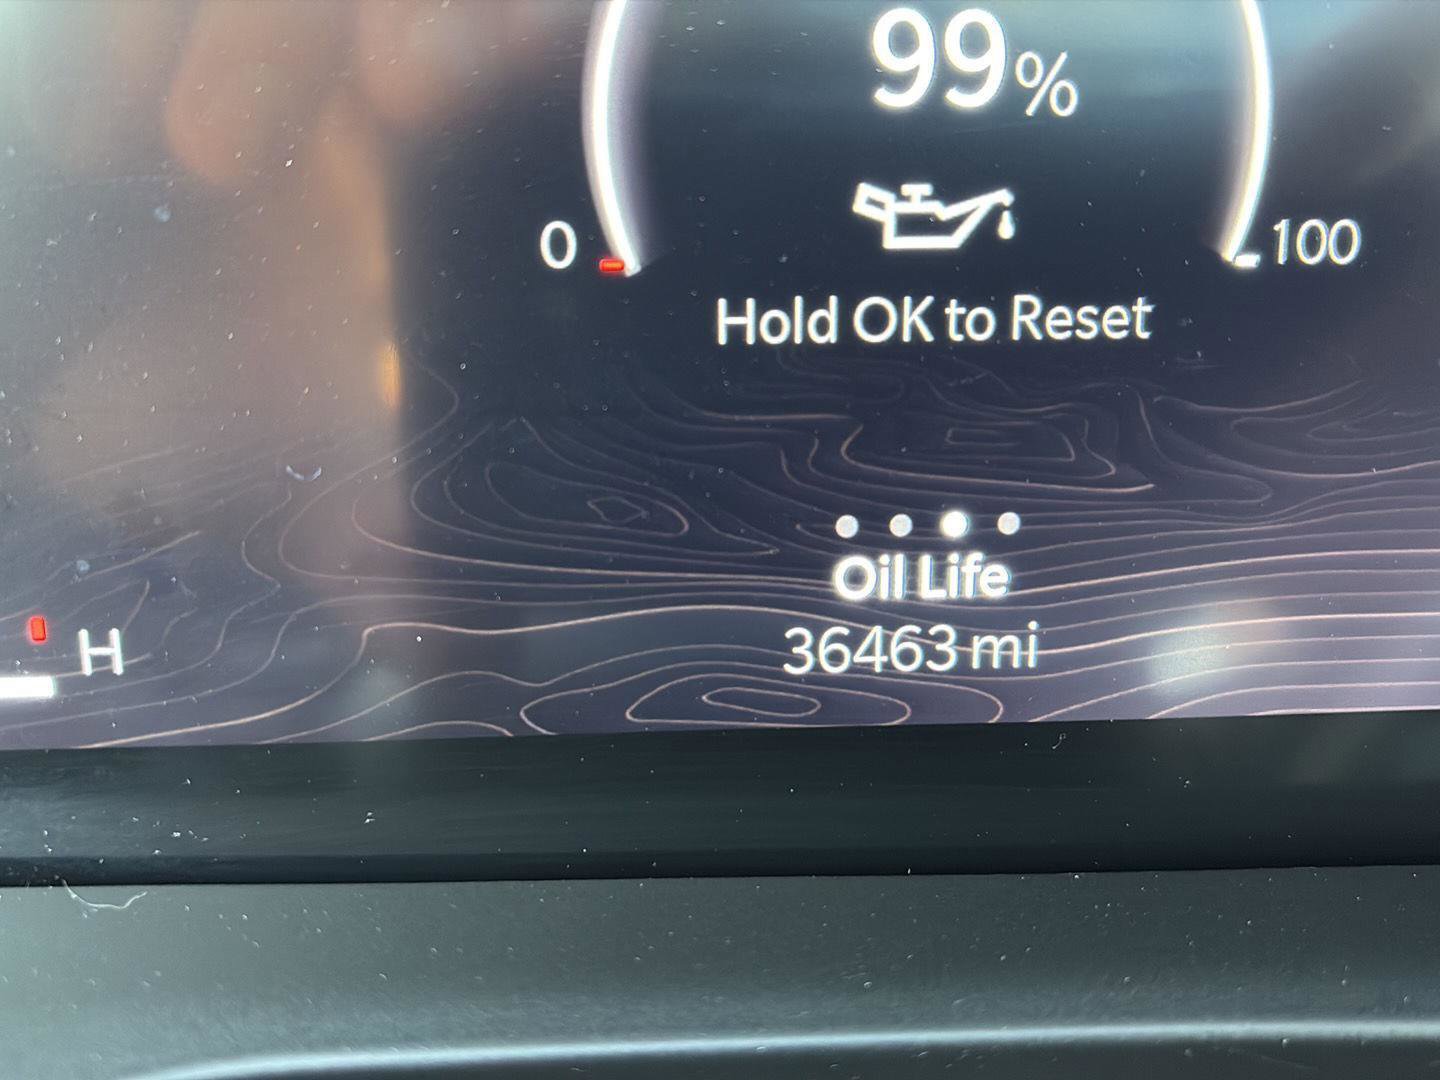 99%
0
100
Hold OK to Reset
Oil Life
H
36463 mi